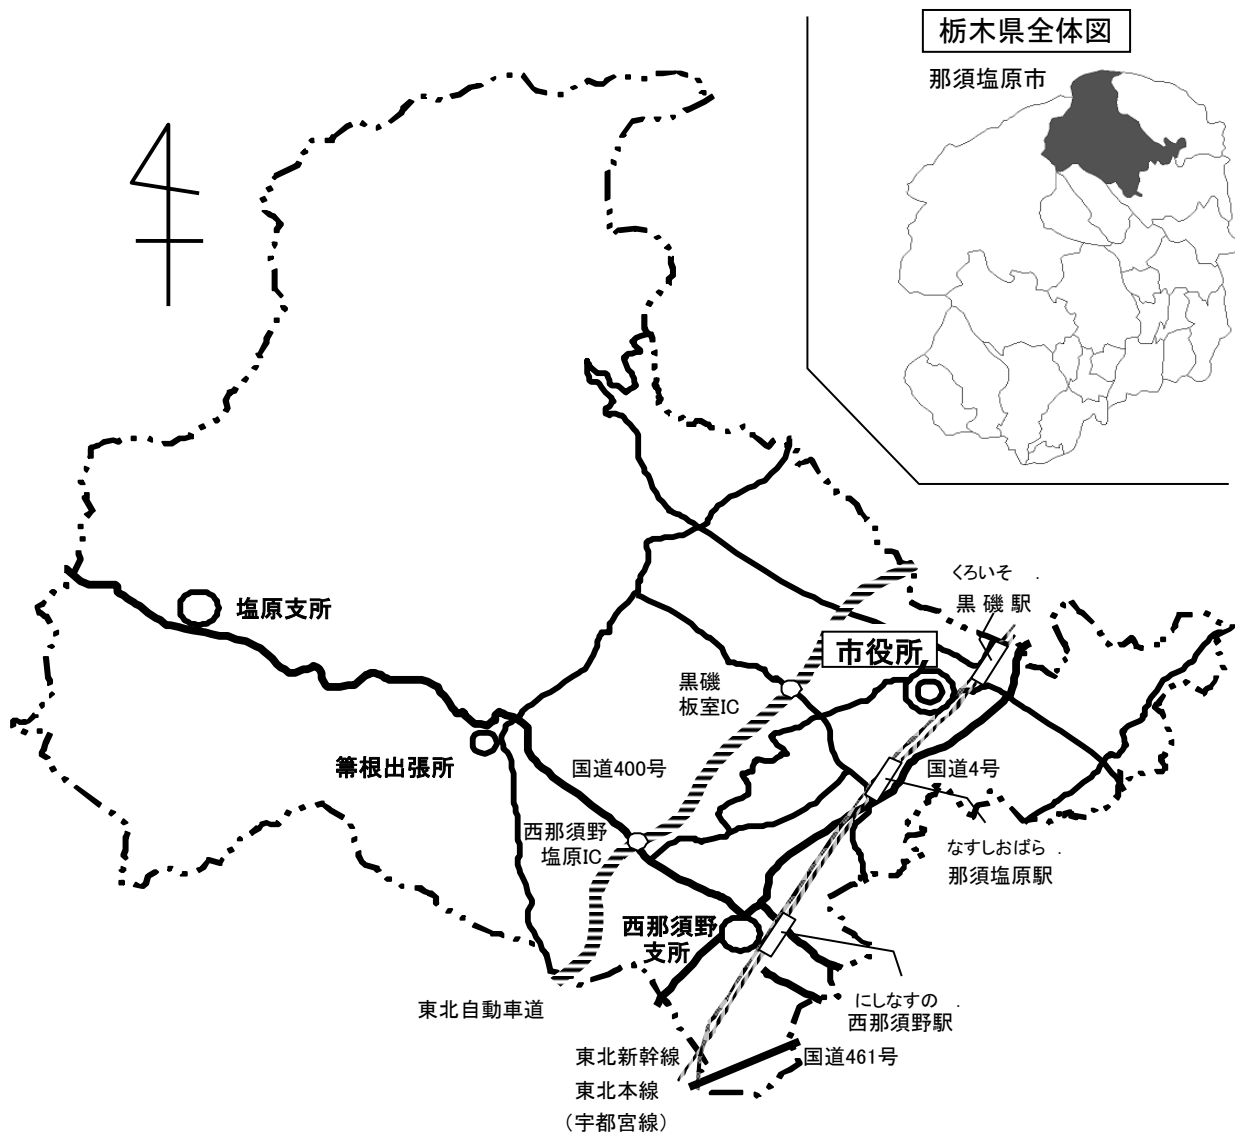 栃木県全体図
那須塩原市
くろいそ .
黒磯駅
塩原支所
市役所
黒磯
板室IC
箒根出張所
国道400号
国道4号
西那須野
塩原IC
なすしおばら .
那須塩原駅
西那須野
支所
にしなすの .
西那須野駅
東北自動車道
東北新幹線
国道461号
東北本線
（宇都宮線）